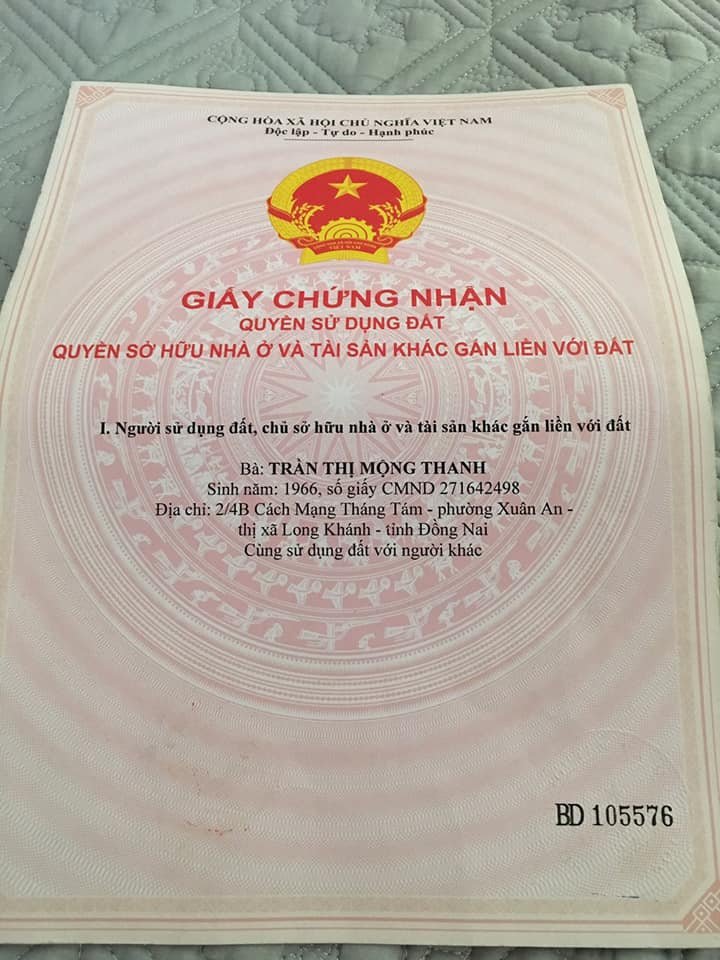 CỘNG HÒA XÃ HỘI CHỦ NGHĨA VIỆT NAM
Độc lập - Tự do - Hạnh phúc
VIỆT NAM
GIẤY CHỨNG NHẬN
QUYỀN SỬ DỤNG ĐẤT
QUYỀN SỞ HỮU NHÀ Ở VÀ TÀI SẢN KHÁC GẮN LIỀN VỚI ĐẤT
I. Người sử dụng đất, chủ sở hữu nhà ở và tài sản khác gắn liền với đất
Bà: TRẦN THỊ MỘNG THANH
Sinh năm: 1966, số giấy CMND 271642498
Địa chỉ: 2/4B Cách Mạng Tháng Tám - phường Xuân An -
thị xã Long Khánh - tỉnh Đồng Nai
Cùng sử dụng đất với người khác
BD 105576